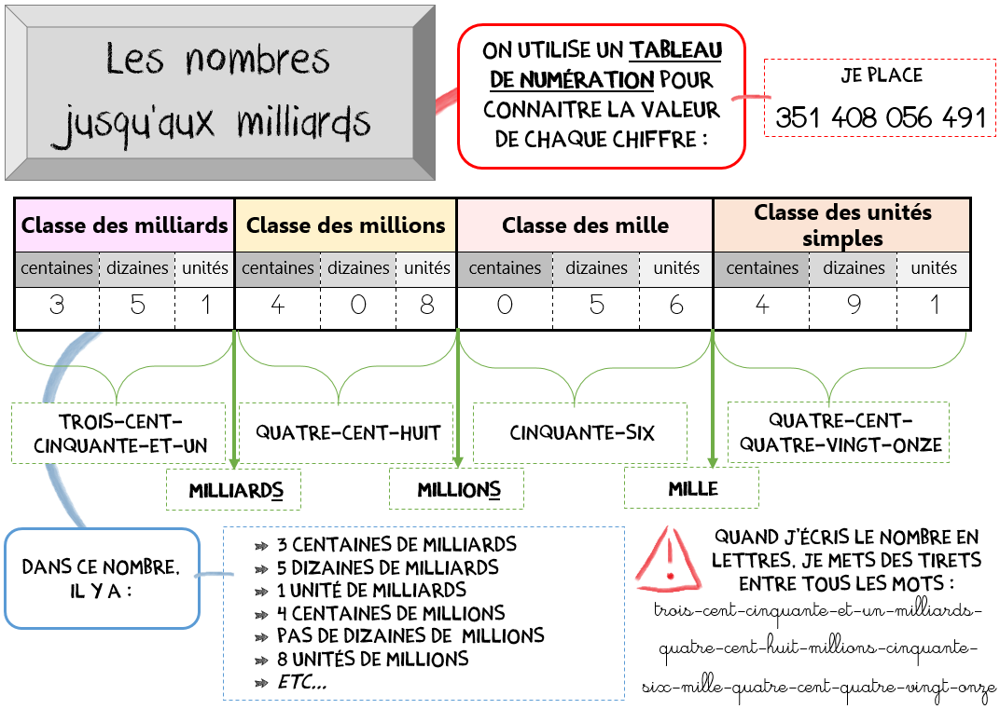 Les nombres
jusqu'aux milliards
ON UTILISE UN TABLEAU
DE NUMÉRATION POUR
CONNAITRE LA VALEUR
DE CHAQUE CHIFFRE :
JE PLACE
351 408 056 491
Classe des milliards Classe des millions Classe des mille Classe des unités
simples
centaines dizaines unités centaines dizaines unités centaines dizaines unités centaines dizaines unités
3 5 1 4 0 8 0 5 6 4 9 1
TROIS-CENT-
CINQUANTE-ET-UN
QUATRE-CENT-HUIT
CINQUANTE-SIX
QUATRE-CENT-
QUATRE-VINGT-ONZE
MILLIARDS
MILLIONS
MILLE
DANS CE NOMBRE,
IL Y A :
3 CENTAINES DE MILLIARDS
5 DIZAINES DE MILLIARDS
1 UNITÉ DE MILLIARDS
4 CENTAINES DE MILLIONS
PAS DE DIZAINES DE MILLIONS
8 UNITÉS DE MILLIONS
ETC...
QUAND J'ÉCRIS LE NOMBRE EN
LETTRES, JE METS DES TIRETS
ENTRE TOUS LES MOTS :
trois-cent-cinquante-et-un-milliards-
quatre-cent-huit-millions-cinquante-
six-mille-quatre-cent-quatre-vingt-onze